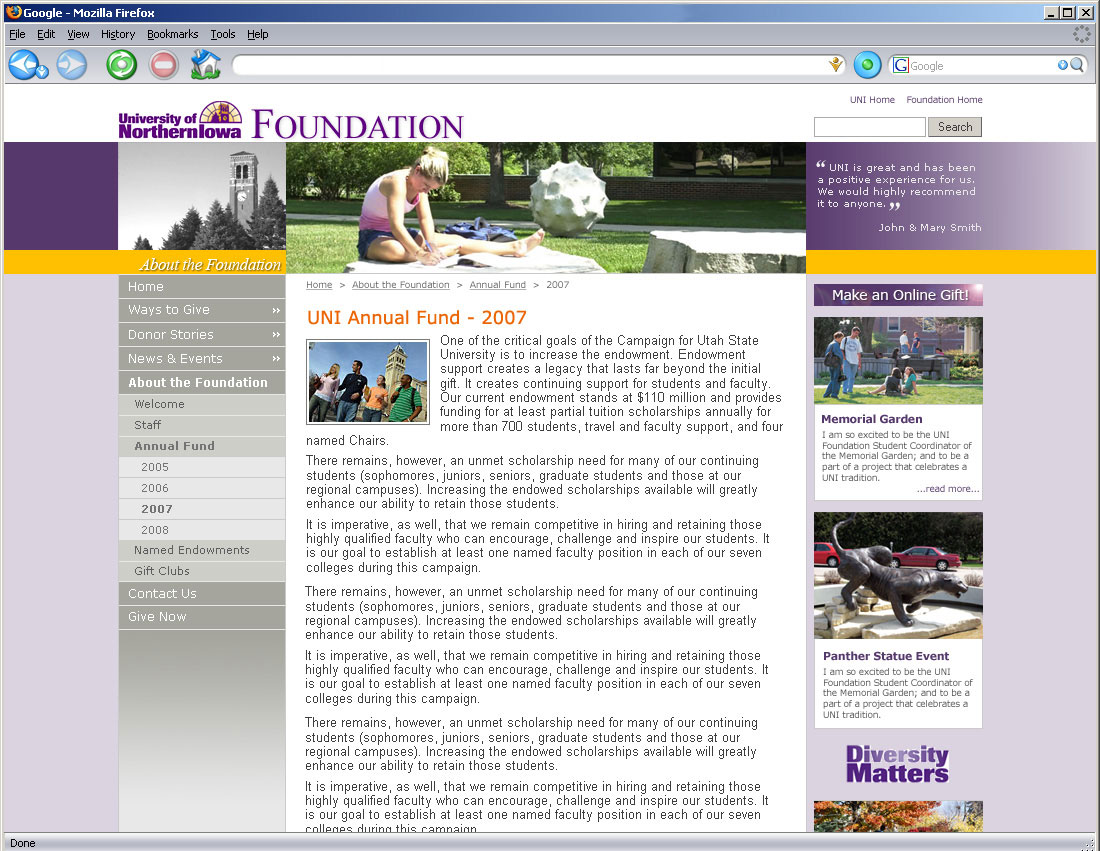 Google - Mozilla Firefox
File Edit View History Bookmarks Tools Help
G Google
UNI Home Foundation Home
University of
Northern Iowa
FOUNDATION
Search
“ UNI is great and has been
a positive experience for us.
We would highly recommend
it to anyone. ”
John & Mary Smith
About the Foundation
Home
Ways to Give »
Donor Stories »
News & Events »
About the Foundation
Welcome
Staff
Annual Fund
2005
2006
2007
2008
Named Endowments
Gift Clubs
Contact Us
Give Now
Home > About the Foundation > Annual Fund > 2007
UNI Annual Fund - 2007
One of the critical goals of the Campaign for Utah State
University is to increase the endowment. Endowment
support creates a legacy that lasts far beyond the initial
gift. It creates continuing support for students and faculty.
Our current endowment stands at $110 million and provides
funding for at least partial tuition scholarships annually for
more than 700 students, travel and faculty support, and four
named Chairs.
There remains, however, an unmet scholarship need for many of our continuing
students (sophomores, juniors, seniors, graduate students and those at our
regional campuses). Increasing the endowed scholarships available will greatly
enhance our ability to retain those students.
It is imperative, as well, that we remain competitive in hiring and retaining those
highly qualified faculty who can encourage, challenge and inspire our students. It
is our goal to establish at least one named faculty position in each of our seven
colleges during this campaign.
There remains, however, an unmet scholarship need for many of our continuing
students (sophomores, juniors, seniors, graduate students and those at our
regional campuses). Increasing the endowed scholarships available will greatly
enhance our ability to retain those students.
It is imperative, as well, that we remain competitive in hiring and retaining those
highly qualified faculty who can encourage, challenge and inspire our students. It
is our goal to establish at least one named faculty position in each of our seven
colleges during this campaign.
There remains, however, an unmet scholarship need for many of our continuing
students (sophomores, juniors, seniors, graduate students and those at our
regional campuses). Increasing the endowed scholarships available will greatly
enhance our ability to retain those students.
It is imperative, as well, that we remain competitive in hiring and retaining those
highly qualified faculty who can encourage, challenge and inspire our students. It
is our goal to establish at least one named faculty position in each of our seven
colleges during this campaign.
Make an Online Gift!
Memorial Garden
I am so excited to be the UNI
Foundation Student Coordinator of
the Memorial Garden; and to be a
part of a project that celebrates a
UNI tradition.
...read more...
Panther Statue Event
I am so excited to be the UNI
Foundation Student Coordinator of
the Memorial Garden; and to be a
part of a project that celebrates a
UNI tradition.
Diversity
Matters
Done